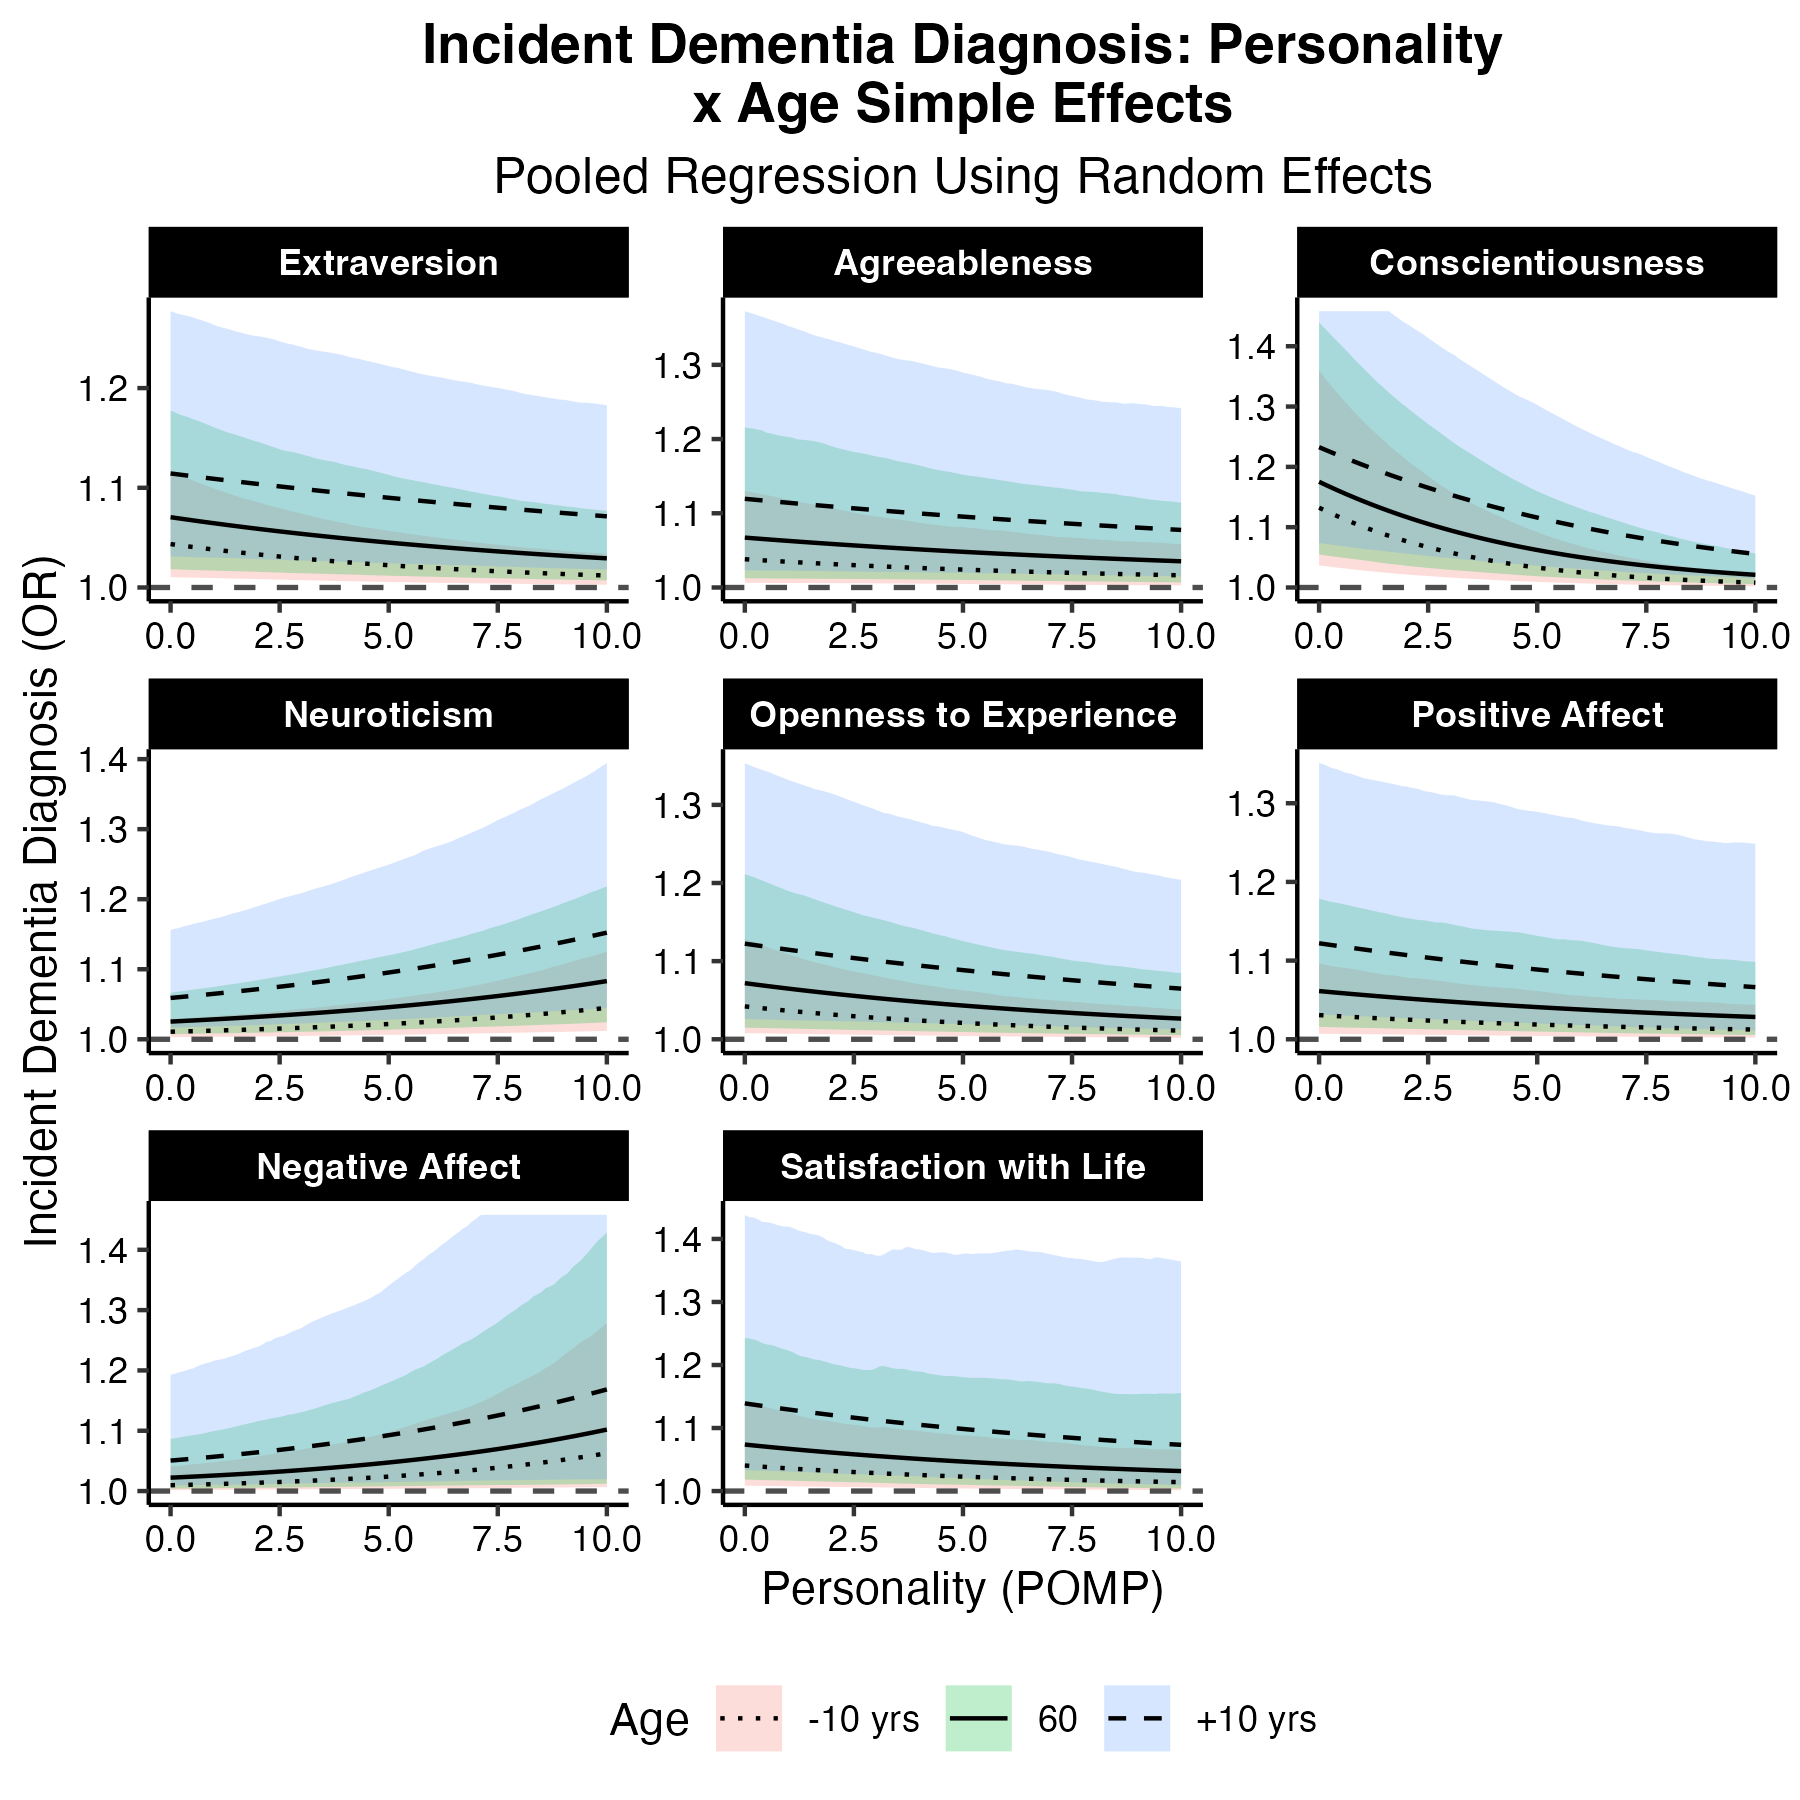 Incident Dementia Diagnosis: Personality
x Age Simple Effects
Pooled Regression Using Random Effects
Incident Dementia Diagnosis (OR)
Extraversion
1.2
1.1
1.0
0.0 2.5 5.0 7.5 10.0
Agreeableness
1.3
1.2
1.1
1.0
0.0 2.5 5.0 7.5 10.0
Conscientiousness
1.4
1.3
1.2
1.1
1.0
0.0 2.5 5.0 7.5 10.0
Neuroticism
1.4
1.3
1.2
1.1
1.0
0.0 2.5 5.0 7.5 10.0
Openness to Experience
1.3
1.2
1.1
1.0
0.0 2.5 5.0 7.5 10.0
Positive Affect
1.3
1.2
1.1
1.0
0.0 2.5 5.0 7.5 10.0
Negative Affect
1.4
1.3
1.2
1.1
1.0
0.0 2.5 5.0 7.5 10.0
Satisfaction with Life
1.4
1.3
1.2
1.1
1.0
0.0 2.5 5.0 7.5 10.0
Personality (POMP)
Age -10 yrs 60 +10 yrs